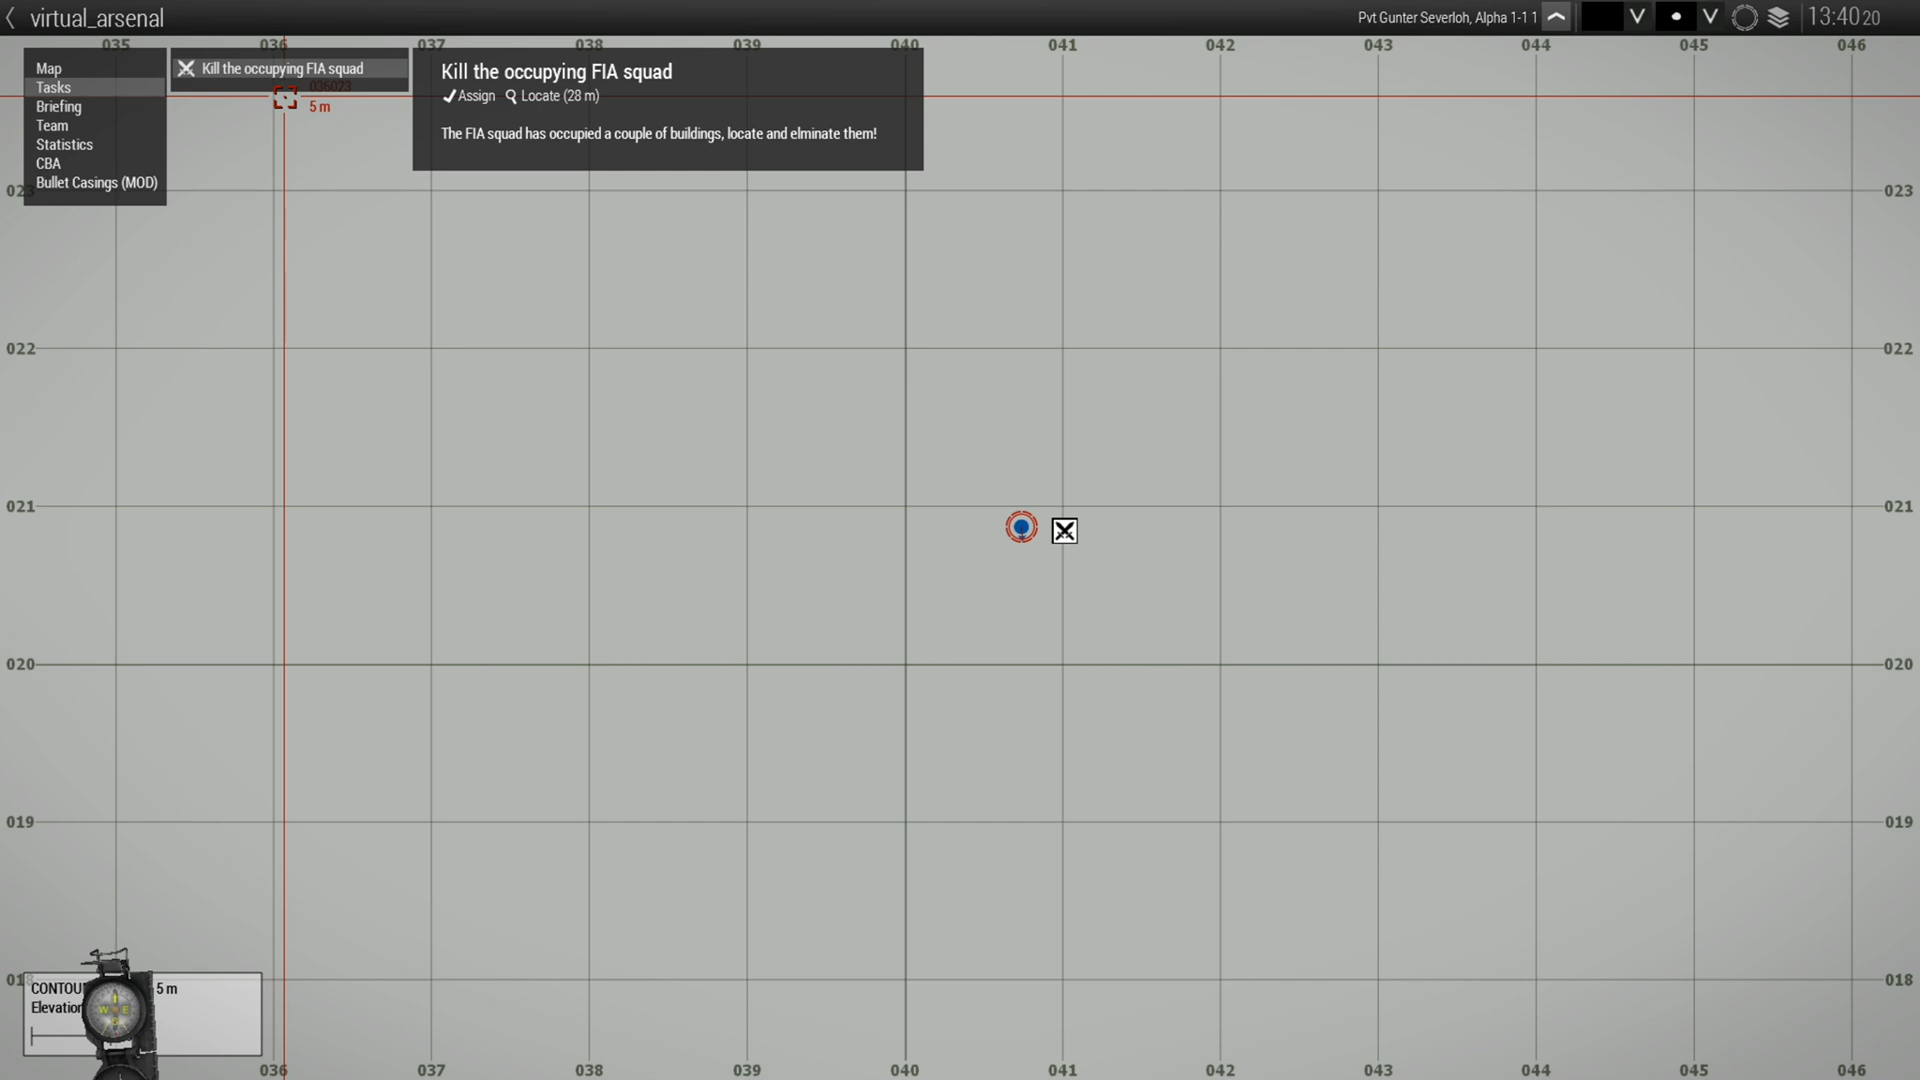 virtual_arsenal
Pvt Gunter Severloh, Alpha 1-1 1
13:40 20
035 036 037 038 039 040 041 042 043 044 045 046
Map
Tasks
Briefing
Team
Statistics
CBA
Bullet Casings (MOD)
Kill the occupying FIA squad
036023
5 m
Kill the occupying FIA squad
Assign Locate (28 m)
The FIA squad has occupied a couple of buildings, locate and elminate them!
023 023
022 022
021 021
020 020
019 019
018 018
5 m
W E
036 037 038 039 040 041 042 043 044 045 046